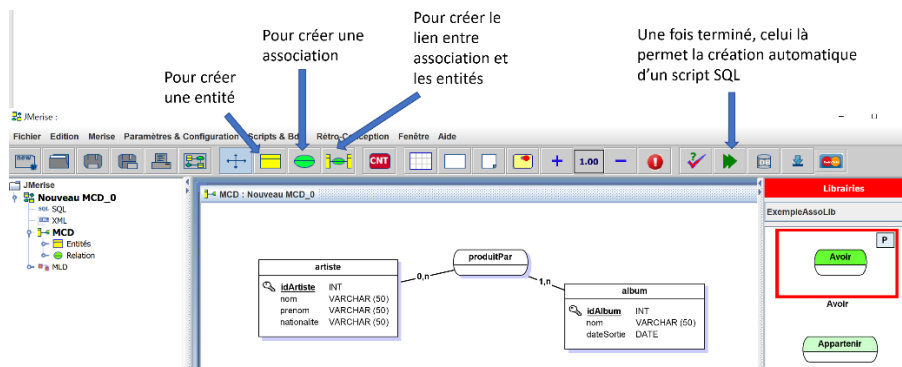 Pour créer
une entité
Pour créer une
association
Pour créer le
lien entre
association et
les entités
Une fois terminé, celui là
permet la création automatique
d'un script SQL
JMerise :
Fichier Edition Merise Paramètres & Configuration Scripts & Bd Rétro-Conception Fenêtre Aide
new
CNT
1.00
JMerise
Nouveau MCD_0
SQL SQL
XML
MCD
Entités
Relation
MLD
MCD : Nouveau MCD_0
artiste
idArtiste INT
nom VARCHAR (50)
prenom VARCHAR (50)
nationalite VARCHAR (50)
0,n
produitPar
1,n
album
idAlbum INT
nom VARCHAR (50)
dateSortie DATE
Librairies
ExempleAssoLib
P
Avoir
Avoir
Appartenir